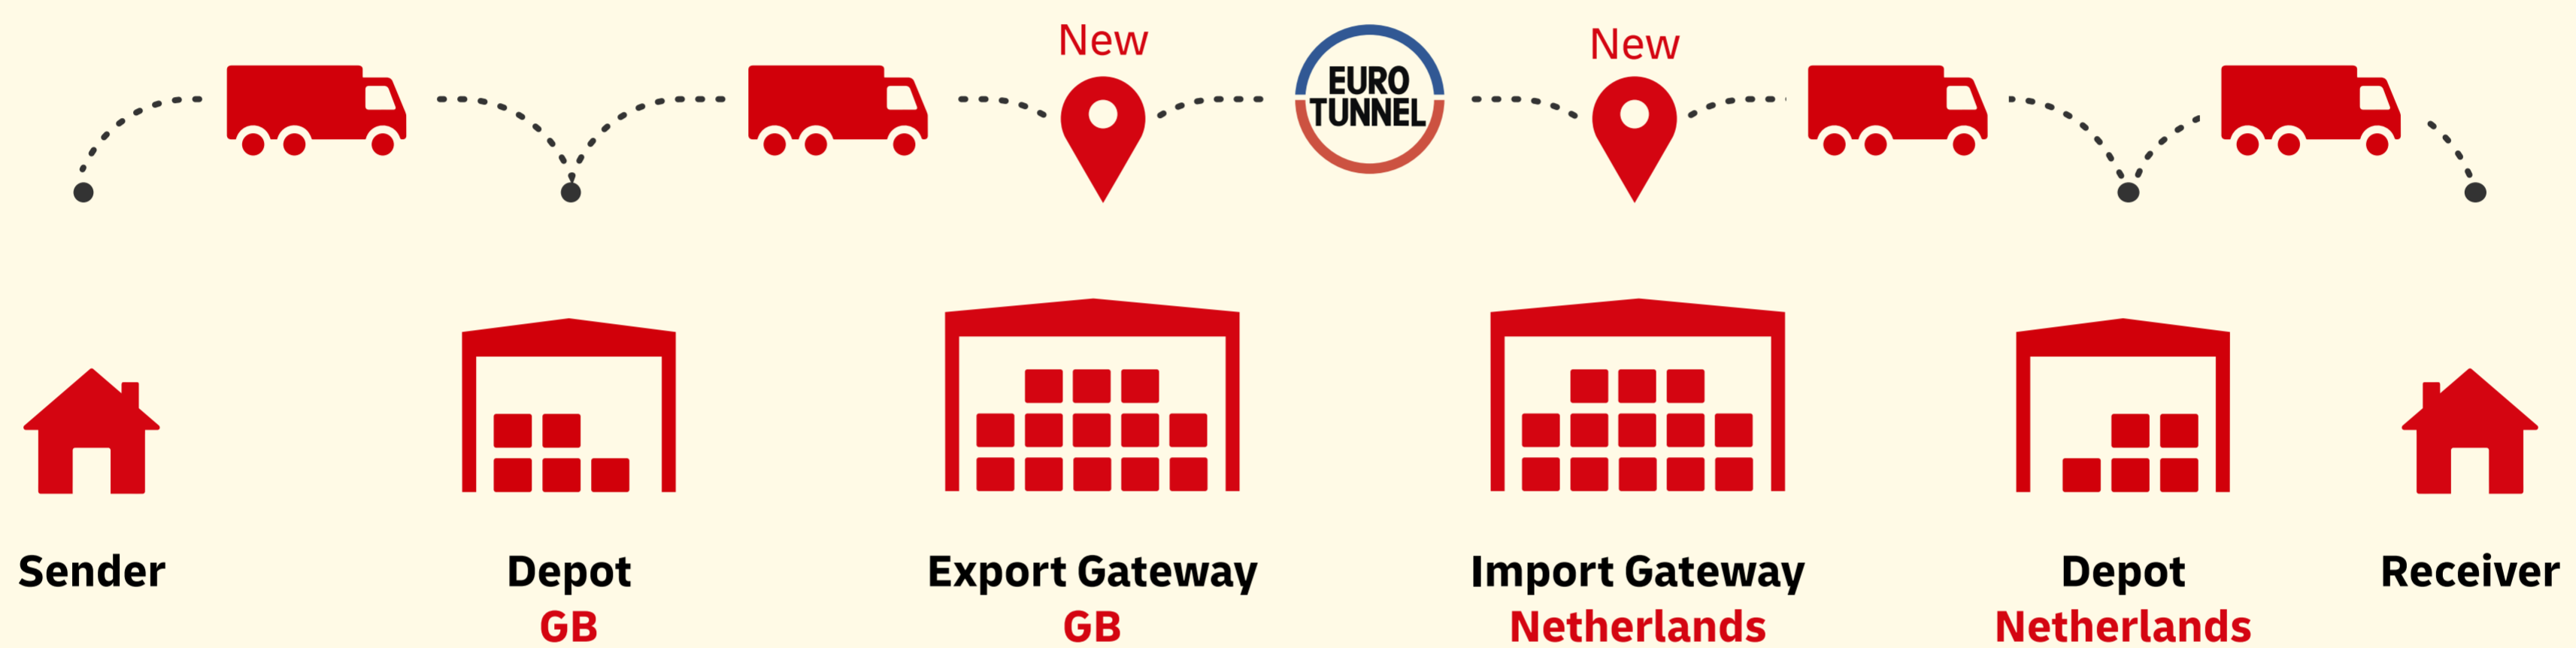 New
EURO
TUNNEL
New
Sender
Depot
GB
Export Gateway
GB
Import Gateway
Netherlands
Depot
Netherlands
Receiver